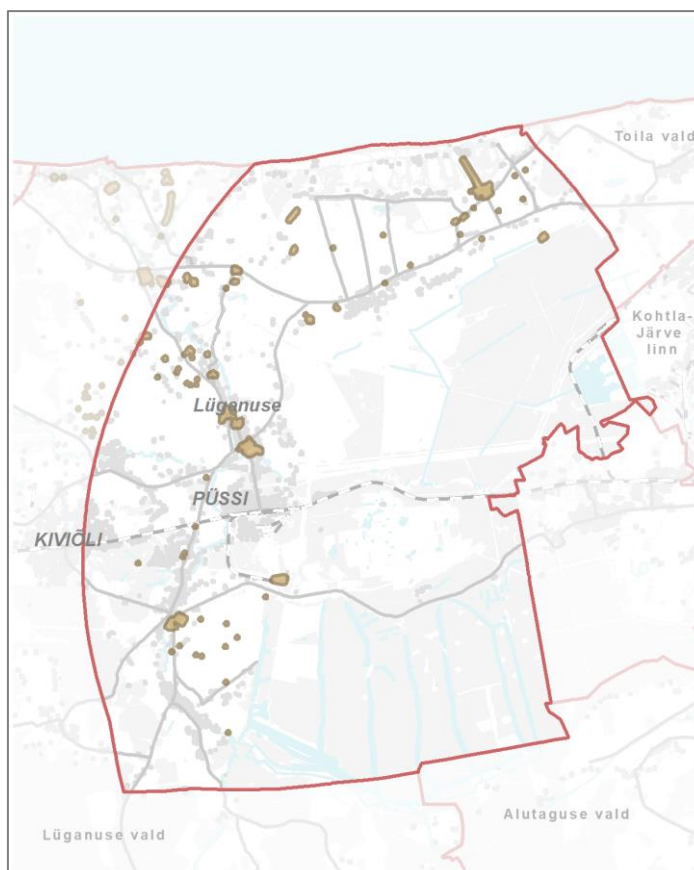 Toila vald
Kohtla-
Järve
linn
Lüganuse
PÜSSI
KIVIÕLI
Alutaguse vald
Lüganuse vald